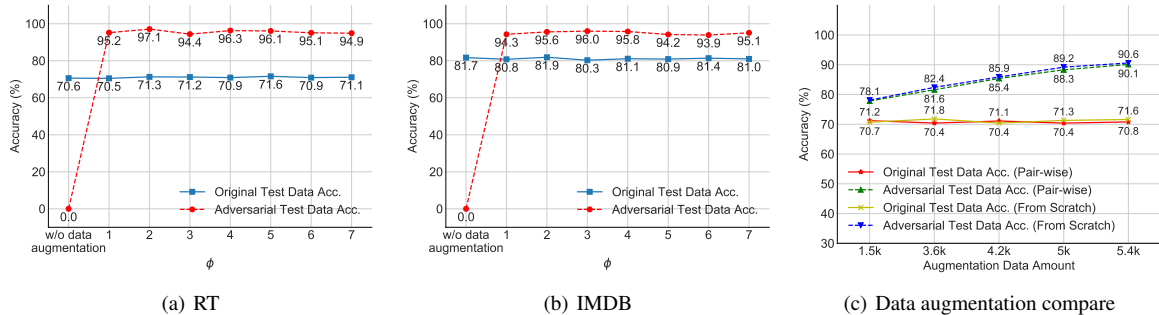 100
80
60
40
20
0
Accuracy (%)
95.2 97.1 94.4 96.3 96.1 95.1 94.9
70.6 70.5 71.3 71.2 70.9 71.6 70.9 71.1
0.0
Original Test Data Acc.
Adversarial Test Data Acc.
w/o data augmentation 1 2 3 4 5 6 7
ϕ
(a) RT
100
80
60
40
20
0
Accuracy (%)
94.3 95.6 96.0 95.8 94.2 93.9 95.1
81.7 80.8 81.9 80.3 81.1 80.9 81.4 81.0
0.0
Original Test Data Acc.
Adversarial Test Data Acc.
w/o data augmentation 1 2 3 4 5 6 7
ϕ
(b) IMDB
100
90
80
70
60
50
40
30
Accuracy (%)
78.1 82.4 85.9 89.2 90.6
81.6 85.4 88.3 90.1
71.2 71.8 71.1 71.3 71.6
70.7 70.4 70.4 70.4 70.8
Original Test Data Acc. (Pair-wise)
Adversarial Test Data Acc. (Pair-wise)
Original Test Data Acc. (From Scratch)
Adversarial Test Data Acc. (From Scratch)
1.5k 3.6k 4.2k 5k 5.4k
Augmentation Data Amount
(c) Data augmentation compare